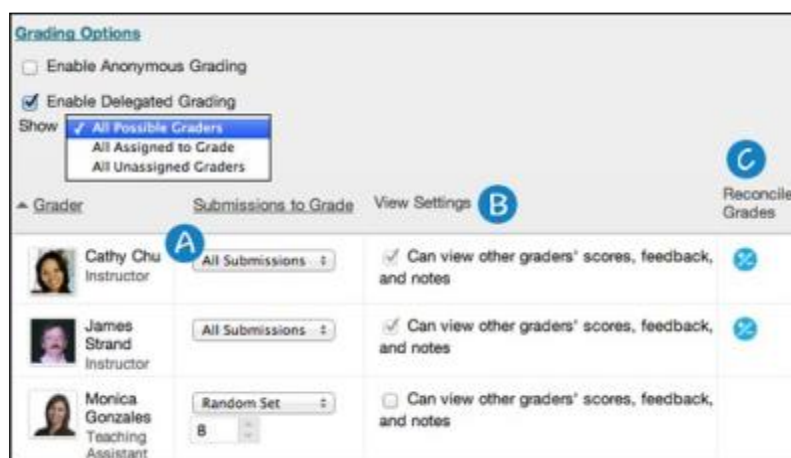 Grading Options
Enable Anonymous Grading
Enable Delegated Grading
Show ✓ All Possible Graders
All Assigned to Grade
All Unassigned Graders
C
Grader Submissions to Grade View Settings B Reconcile
Grades
A
Cathy Chu All Submissions Can view other graders' scores, feedback,
Instructor and notes
James All Submissions Can view other graders' scores, feedback,
Strand and notes
Instructor
Monica Random Set Can view other graders' scores, feedback,
Gonzales 8 and notes
Teaching
Assistant